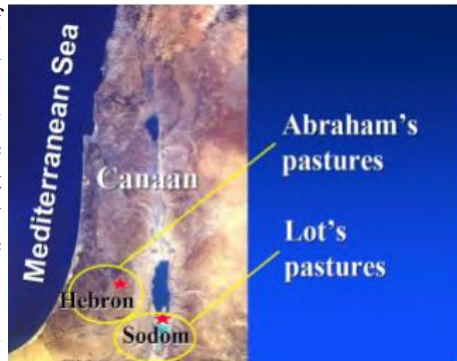 Mediterranean Sea
Canaan
Abraham's
pastures
Lot's
pastures
Hebron
Sodom